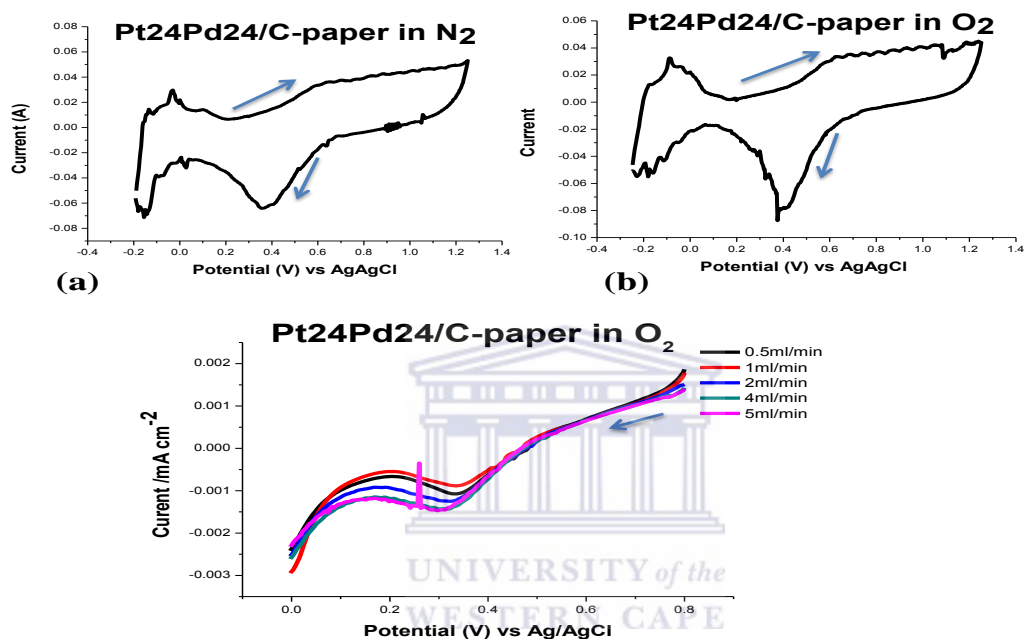 Pt24Pd24/C-paper in N2
Current (A)
0.08
0.06
0.04
0.02
0.00
-0.02
-0.04
-0.06
-0.08
-0.4 -0.2 0.0 0.2 0.4 0.6 0.8 1.0 1.2 1.4
Potential (V) vs AgAgCl
(a)
Pt24Pd24/C-paper in O2
Current
0.06
0.04
0.02
0.00
-0.02
-0.04
-0.06
-0.08
-0.10
-0.4 -0.2 0.0 0.2 0.4 0.6 0.8 1.0 1.2 1.4
Potential (V) vs AgAgCl
(b)
Pt24Pd24/C-paper in O2
0.5ml/min
1ml/min
2ml/min
4ml/min
5ml/min
Curent /mA cm-2
0.002
0.001
0.000
-0.001
-0.002
-0.003
0.0 0.2 0.4 0.6 0.8
Potential (V) vs Ag/AgCl
UNIVERSITY of the
WESTERN CAPE